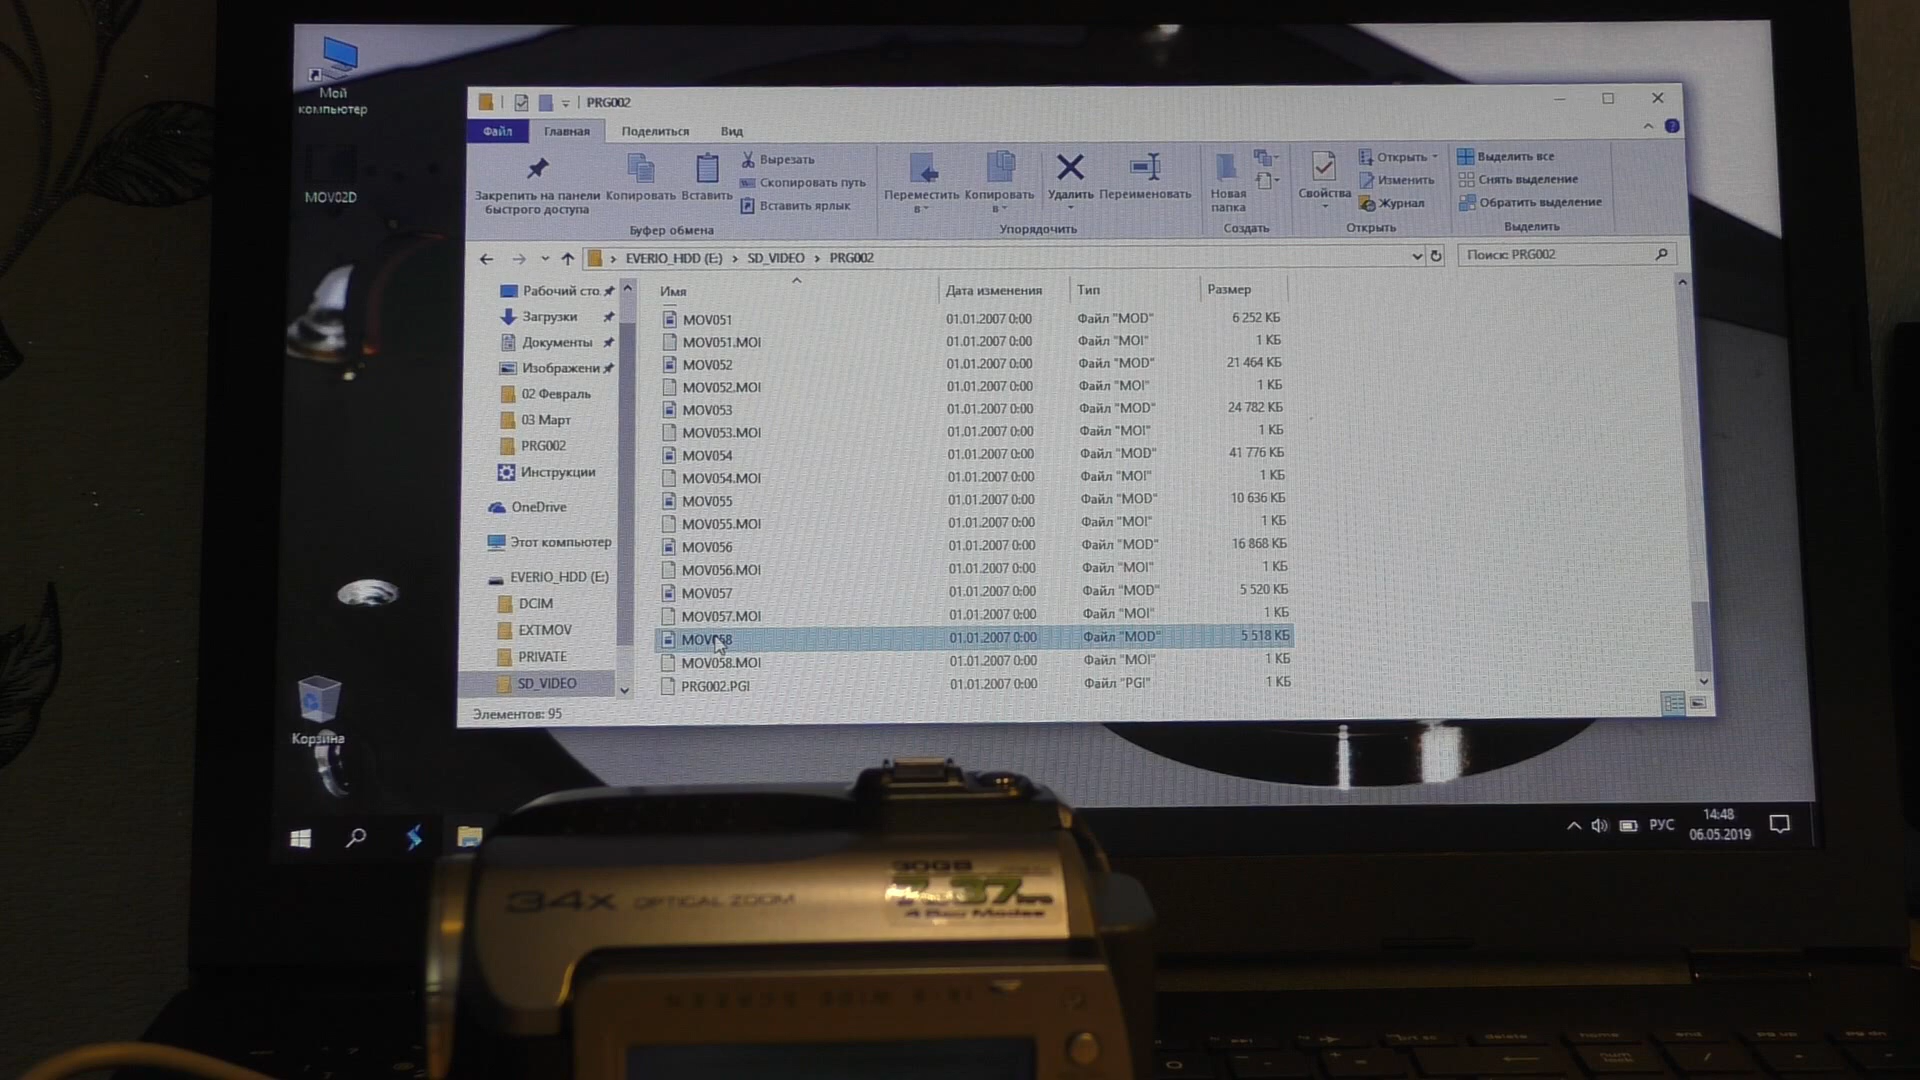 Мой
компьютер
MOV02D
Корзина
PRG002
Файл
Главная
Поделиться
Вид
Закрепить на панели
быстрого доступа
Копировать
Вставить
Вырезать
Скопировать путь
Вставить ярлык
Буфер обмена
Переместить
в
Копировать
в
Удалить
Переименовать
Упорядочить
Новая
папка
Создать
Свойства
Открыть
Изменить
Журнал
Открыть
Выделить все
Снять выделение
Обратить выделение
Выделить
EVERIO_HDD (E:) › SD_VIDEO › PRG002
Поиск: PRG002
Рабочий сто
Загрузки
Документы
Изображени
02 Февраль
03 Март
PRG002
Инструкции
OneDrive
Этот компьютер
EVERIO_HDD (E:)
DCIM
EXTMOV
PRIVATE
SD_VIDEO
Имя Дата изменения Тип Размер
MOV051 01.01.2007 0:00 Файл "MOD" 6 252 КБ
MOV051.MOI 01.01.2007 0:00 Файл "MOI" 1 КБ
MOV052 01.01.2007 0:00 Файл "MOD" 21 464 КБ
MOV052.MOI 01.01.2007 0:00 Файл "MOI" 1 КБ
MOV053 01.01.2007 0:00 Файл "MOD" 24 782 КБ
MOV053.MOI 01.01.2007 0:00 Файл "MOI" 1 КБ
MOV054 01.01.2007 0:00 Файл "MOD" 41 776 КБ
MOV054.MOI 01.01.2007 0:00 Файл "MOI" 1 КБ
MOV055 01.01.2007 0:00 Файл "MOD" 10 636 КБ
MOV055.MOI 01.01.2007 0:00 Файл "MOI" 1 КБ
MOV056 01.01.2007 0:00 Файл "MOD" 16 868 КБ
MOV056.MOI 01.01.2007 0:00 Файл "MOI" 1 КБ
MOV057 01.01.2007 0:00 Файл "MOD" 5 520 КБ
MOV057.MOI 01.01.2007 0:00 Файл "MOI" 1 КБ
MOV058 01.01.2007 0:00 Файл "MOD" 5 518 КБ
MOV058.MOI 01.01.2007 0:00 Файл "MOI" 1 КБ
PRG002.PGI 01.01.2007 0:00 Файл "PGI" 1 КБ
Элементов: 95
РУС
14:48
06.05.2019
34X OPTICAL ZOOM
30GB
7 37 hrs
delete
home
end
pg up
pg dn
num
lock